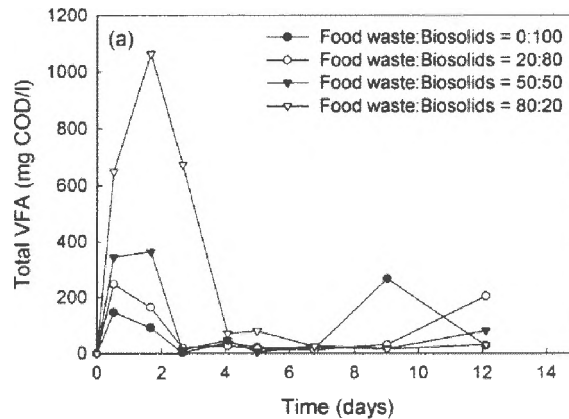 (a)
Food waste:Biosolids = 0:100
Food waste:Biosolids = 20:80
Food waste:Biosolids = 50:50
Food waste:Biosolids = 80:20
Total VFA (mg COD/l)
1200
1000
800
600
400
200
0
0 2 4 6 8 10 12 14
Time (days)